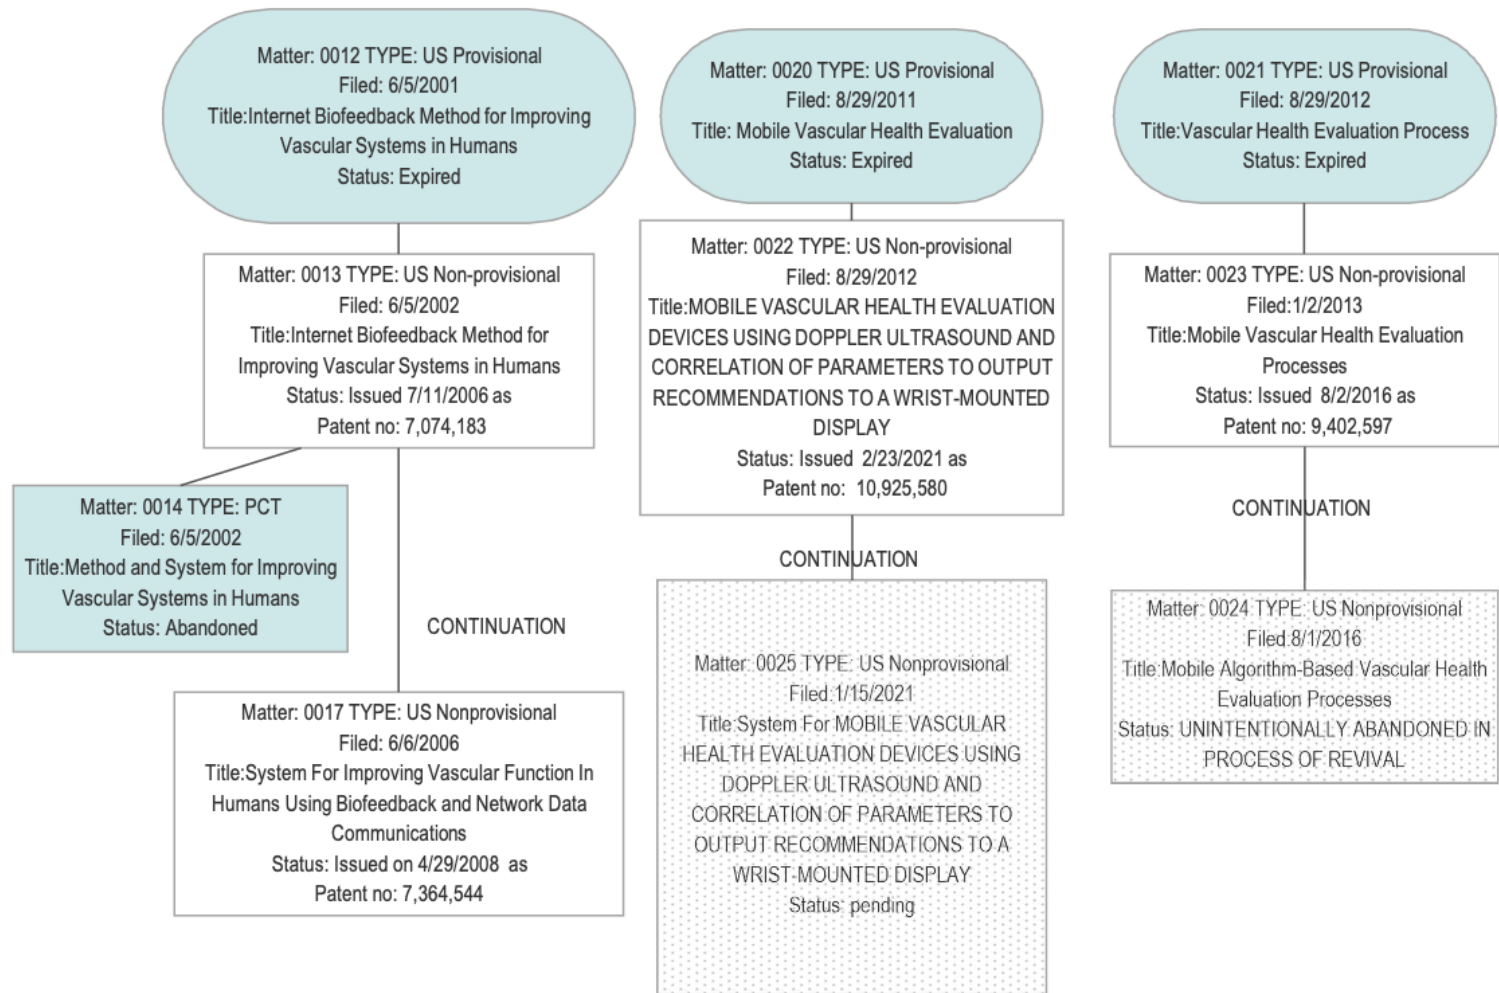 Matter: 0012 TYPE: US Provisional
Filed: 6/5/2001
Title:Internet Biofeedback Method for Improving
Vascular Systems in Humans
Status: Expired
Matter: 0013 TYPE: US Non-provisional
Filed: 6/5/2002
Title:Internet Biofeedback Method for
Improving Vascular Systems in Humans
Status: Issued 7/11/2006 as
Patent no: 7,074,183
Matter: 0014 TYPE: PCT
Filed: 6/5/2002
Title:Method and System for Improving
Vascular Systems in Humans
Status: Abandoned
CONTINUATION
Matter: 0017 TYPE: US Nonprovisional
Filed: 6/6/2006
Title:System For Improving Vascular Function In
Humans Using Biofeedback and Network Data
Communications
Status: Issued on 4/29/2008 as
Patent no: 7,364,544
Matter: 0020 TYPE: US Provisional
Filed: 8/29/2011
Title: Mobile Vascular Health Evaluation
Status: Expired
Matter: 0022 TYPE: US Non-provisional
Filed: 8/29/2012
Title:MOBILE VASCULAR HEALTH EVALUATION
DEVICES USING DOPPLER ULTRASOUND AND
CORRELATION OF PARAMETERS TO OUTPUT
RECOMMENDATIONS TO A WRIST-MOUNTED
DISPLAY
Status: Issued 2/23/2021 as
Patent no: 10,925,580
CONTINUATION
Matter: 0025 TYPE: US Nonprovisional
Filed:1/15/2021
Title:System For MOBILE VASCULAR
HEALTH EVALUATION DEVICES USING
DOPPLER ULTRASOUND AND
CORRELATION OF PARAMETERS TO
OUTPUT RECOMMENDATIONS TO A
WRIST-MOUNTED DISPLAY
Status: pending
Matter: 0021 TYPE: US Provisional
Filed: 8/29/2012
Title:Vascular Health Evaluation Process
Status: Expired
Matter: 0023 TYPE: US Non-provisional
Filed:1/2/2013
Title:Mobile Vascular Health Evaluation
Processes
Status: Issued 8/2/2016 as
Patent no: 9,402,597
CONTINUATION
Matter: 0024 TYPE: US Nonprovisional
Filed:8/1/2016
Title:Mobile Algorithm-Based Vascular Health
Evaluation Processes
Status: UNINTENTIONALLY ABANDONED IN
PROCESS OF REVIVAL